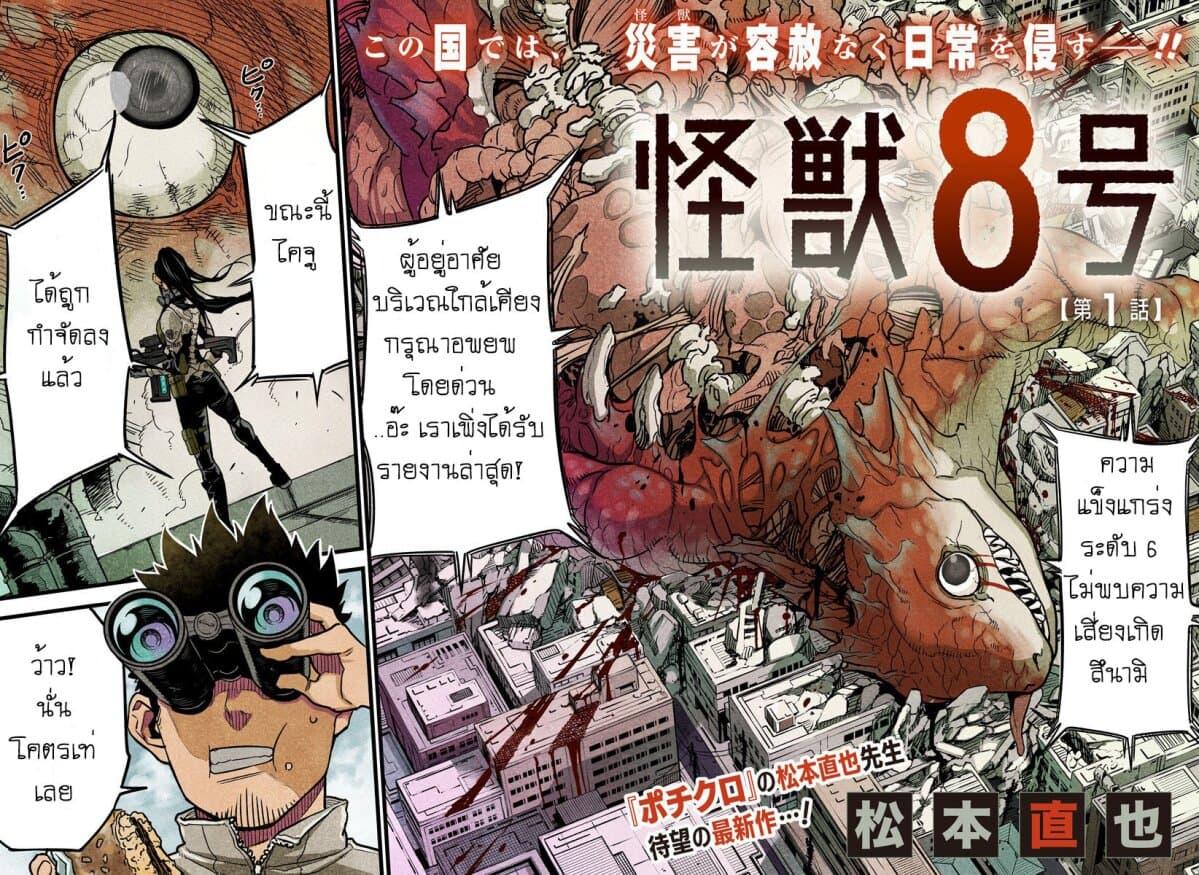 この国では、災害が容赦なく日常を侵す――!!
怪獣
怪獣8号
【第1話】
ความ
แข็งแกร่ง
ระดับ 6
ไม่พบความ
เสี่ยงเกิด
สึนามิ
ผู้อยู่อาศัย
บริเวณใกล้เคียง
กรุณาอพยพ
โดยด่วน
..อ๊ะ เราเพิ่งได้รับ
รายงานล่าสุด!
『ポチクロ』の松本直也先生
待望の最新作…!
松本直也
ピク…
ピク…
ขณะนี้
ไคจู
ได้ถูก
กำจัดลง
แล้ว
ว้าว!
นั่น
โคตรเท่
เลย